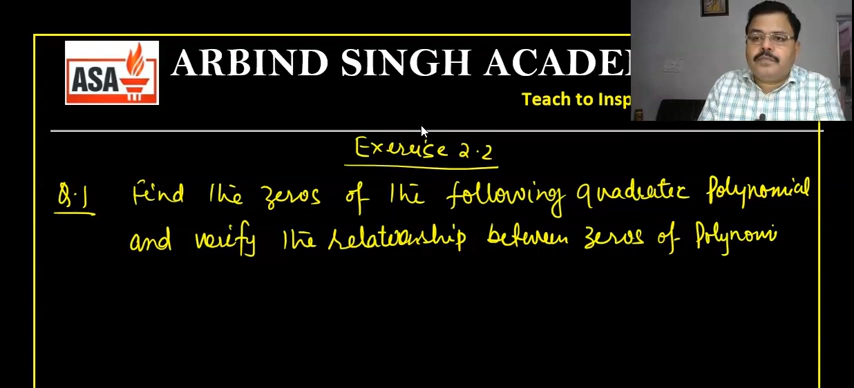 ASA
ARBIND SINGH ACADE
Teach to Insp
Exercise 2.2
Q.1 Find the zeros of the following quadratic Polynomial
and verify the relationship between zeros of Polynomi